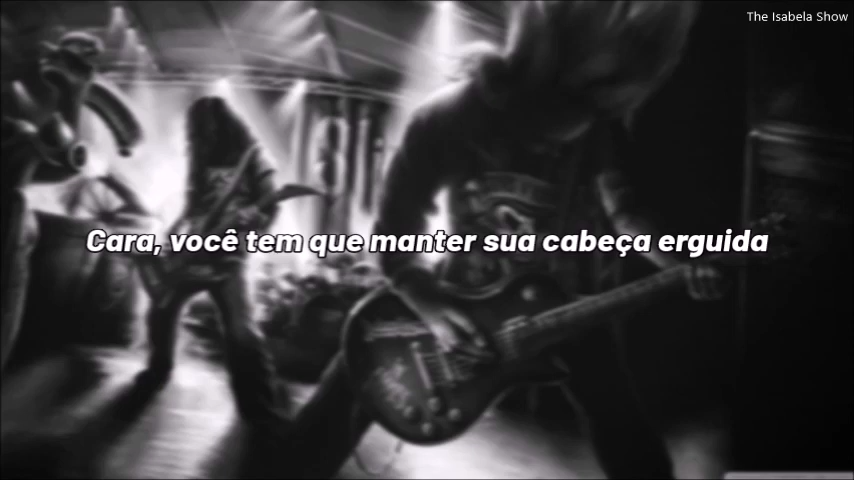 The Isabela Show
Cara, você tem que manter sua cabeça erguida